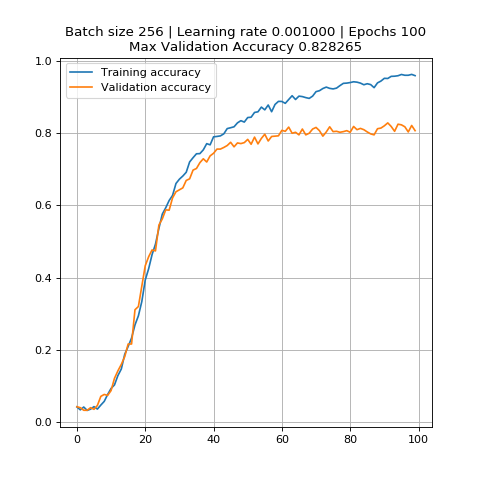 Batch size 256 | Learning rate 0.001000 | Epochs 100
Max Validation Accuracy 0.828265
Training accuracy
Validation accuracy
1.0
0.8
0.6
0.4
0.2
0.0
0 20 40 60 80 100